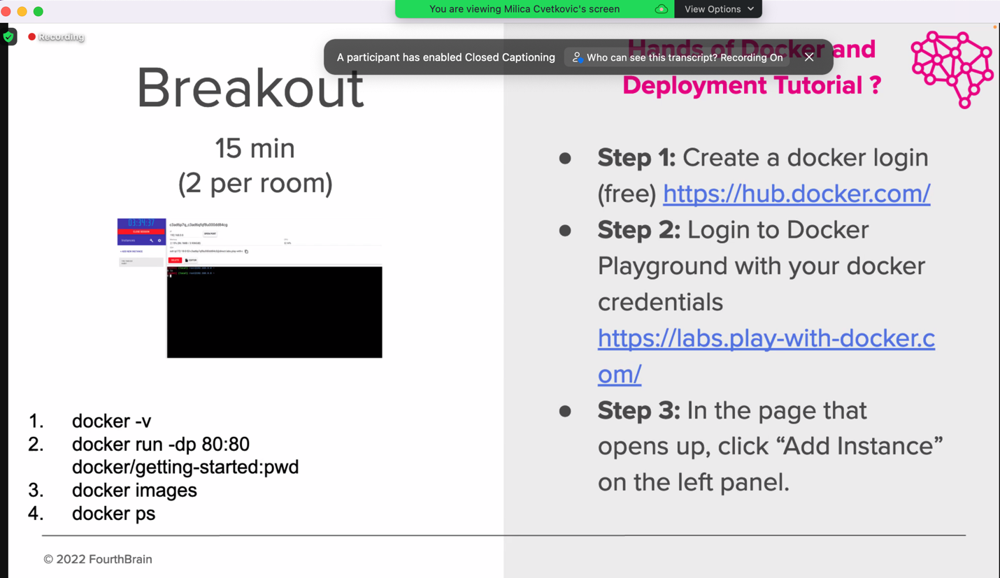 You are viewing Milica Cvetkovic's screen
View Options
Recording
A participant has enabled Closed Captioning
Who can see this transcript? Recording On
Breakout
15 min
(2 per room)
03:34:37
CLOSE SESSION
Instances
+ ADD NEW INSTANCE
OPEN PORT
DELETE
EDITOR
1. docker -v
2. docker run -dp 80:80
docker/getting-started:pwd
3. docker images
4. docker ps
Hands of Docker and
Deployment Tutorial ?
● Step 1: Create a docker login
(free) https://hub.docker.com/
● Step 2: Login to Docker
Playground with your docker
credentials
https://labs.play-with-docker.c
om/
● Step 3: In the page that
opens up, click “Add Instance”
on the left panel.
© 2022 FourthBrain